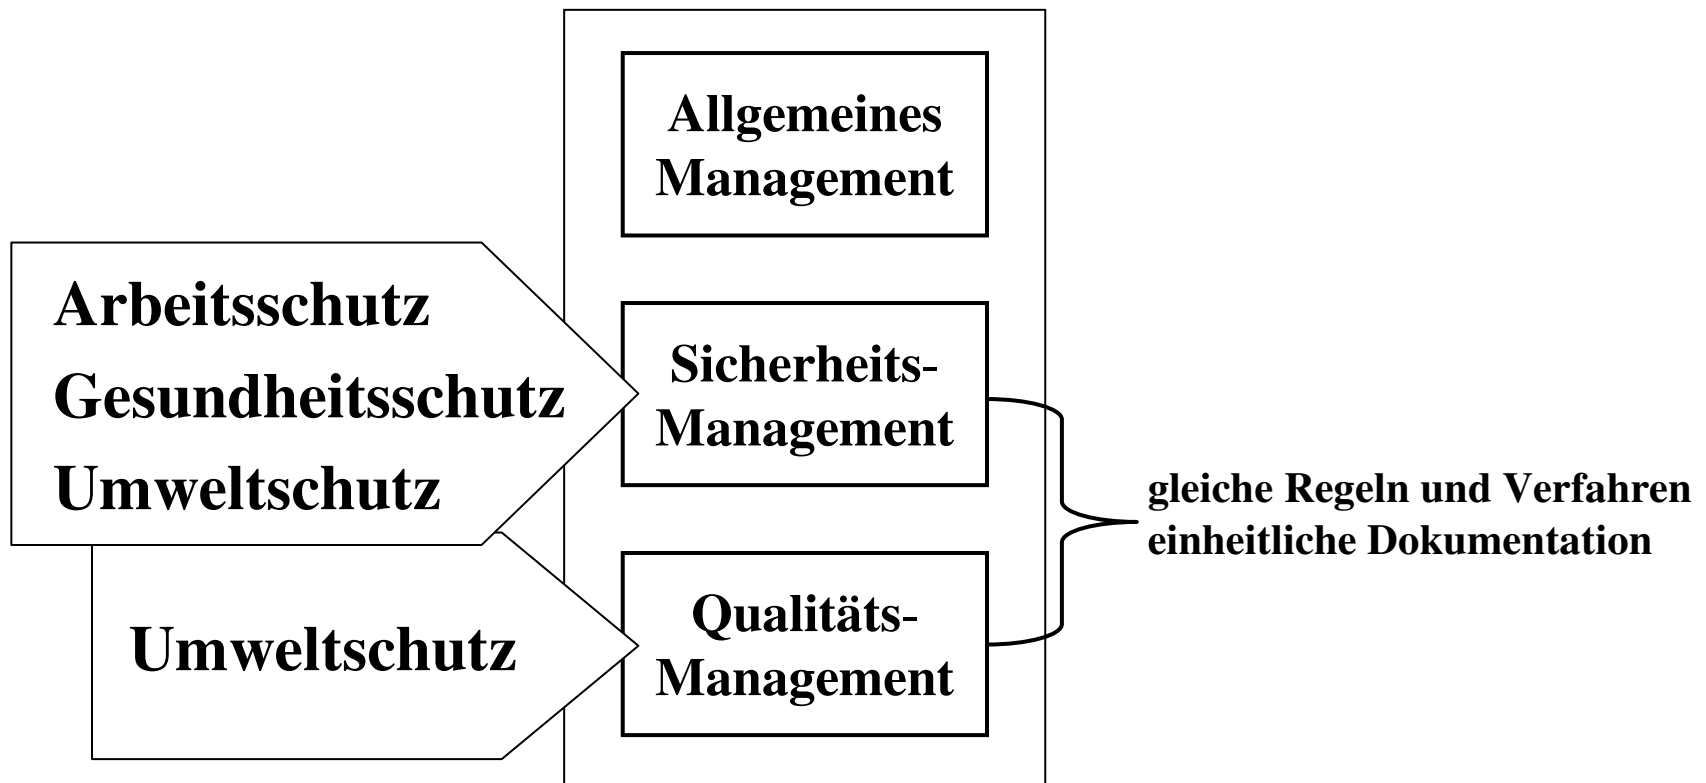 Allgemeines
Management
Arbeitsschutz
Gesundheitsschutz
Umweltschutz
Sicherheits-
Management
gleiche Regeln und Verfahren
einheitliche Dokumentation
Umweltschutz
Qualitäts-
Management